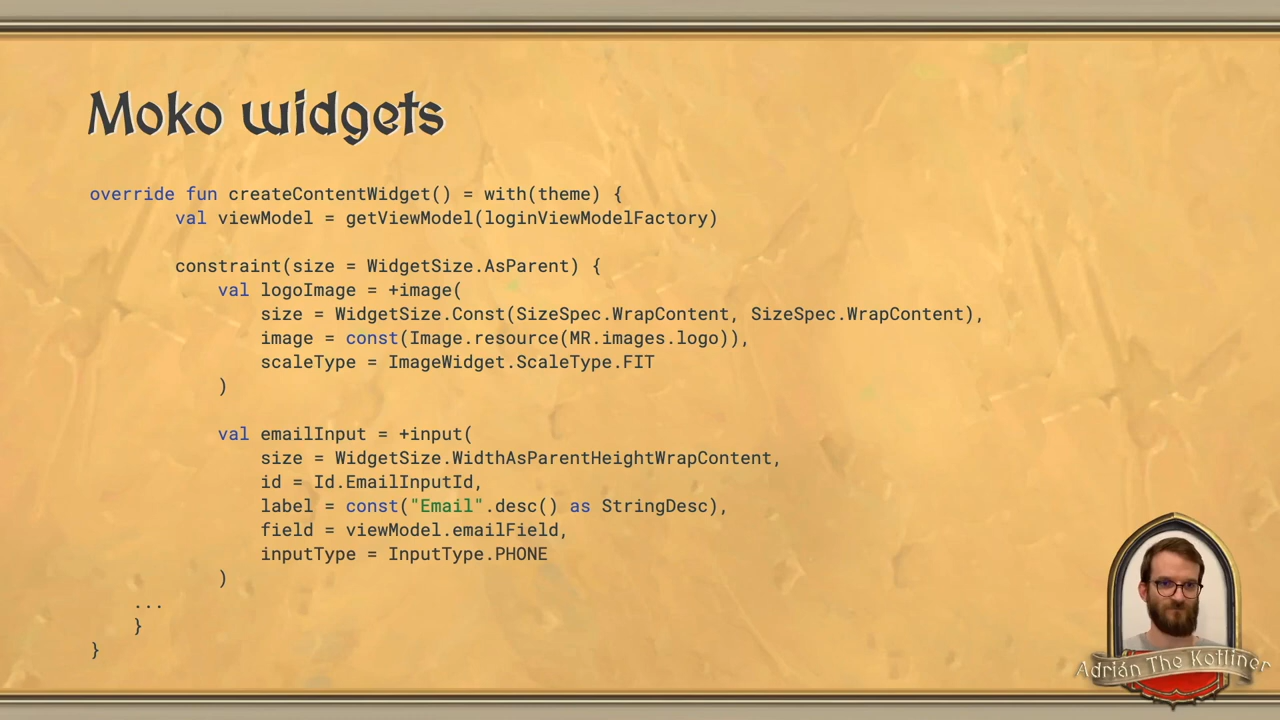 Moko widgets
override fun createContentWidget() = with(theme) {
val viewModel = getViewModel(loginViewModelFactory)
constraint(size = WidgetSize.AsParent) {
val logoImage = +image(
size = WidgetSize.Const(SizeSpec.WrapContent, SizeSpec.WrapContent),
image = const(Image.resource(MR.images.logo)),
scaleType = ImageWidget.ScaleType.FIT
)
val emailInput = +input(
size = WidgetSize.WidthAsParentHeightWrapContent,
id = Id.EmailInputId,
label = const("Email".desc() as StringDesc),
field = viewModel.emailField,
inputType = InputType.PHONE
)
...
}
}
Adrián The Kotliner